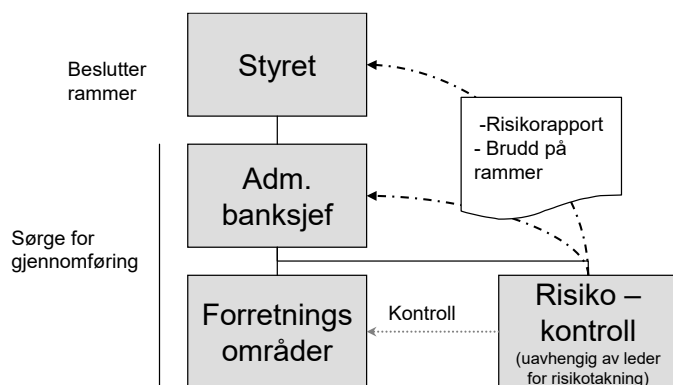 Beslutter
rammer
Styret
-Risikorapport
- Brudd på
rammer
Adm.
banksjef
Sørge for
gjennomføring
Forretnings
områder
Kontroll
Risiko –
kontroll
(uavhengig av leder
for risikotakning)